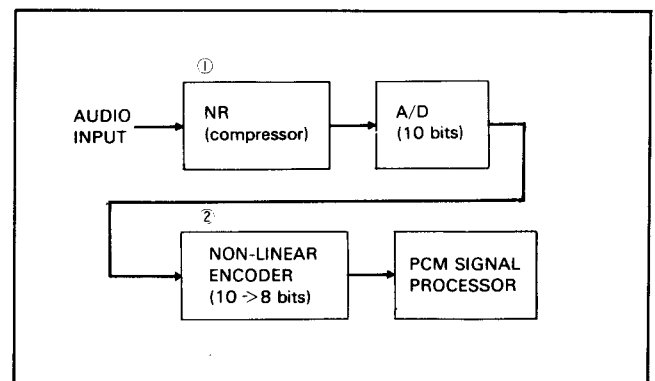 ①
NR
(compressor)
AUDIO
INPUT
A/D
(10 bits)
②
NON-LINEAR
ENCODER
(10 -> 8 bits)
PCM SIGNAL
PROCESSOR